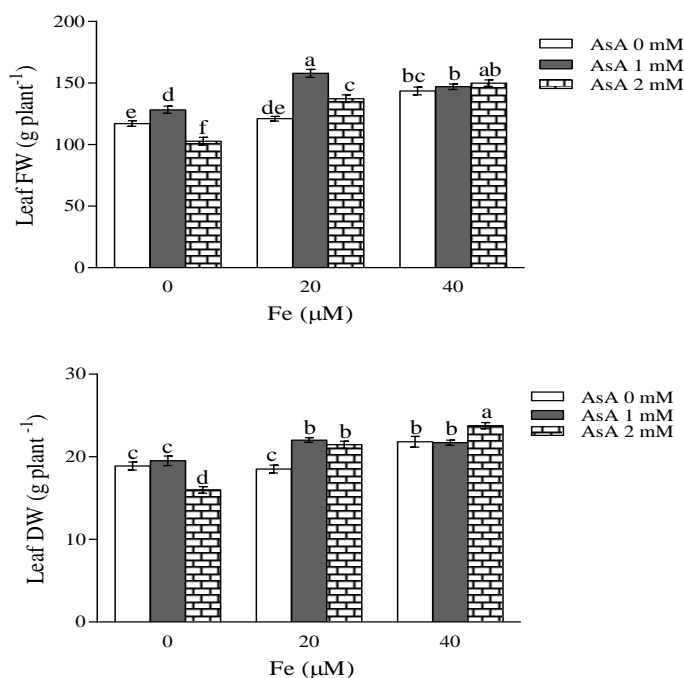 200
150
100
50
0
Leaf FW (g plant⁻¹)
e
d
f
de
a
c
bc
b
ab
0
20
40
Fe (μM)
AsA 0 mM
AsA 1 mM
AsA 2 mM
30
20
10
0
Leaf DW (g plant⁻¹)
c
c
d
c
b
b
b
b
a
0
20
40
Fe (μM)
AsA 0 mM
AsA 1 mM
AsA 2 mM